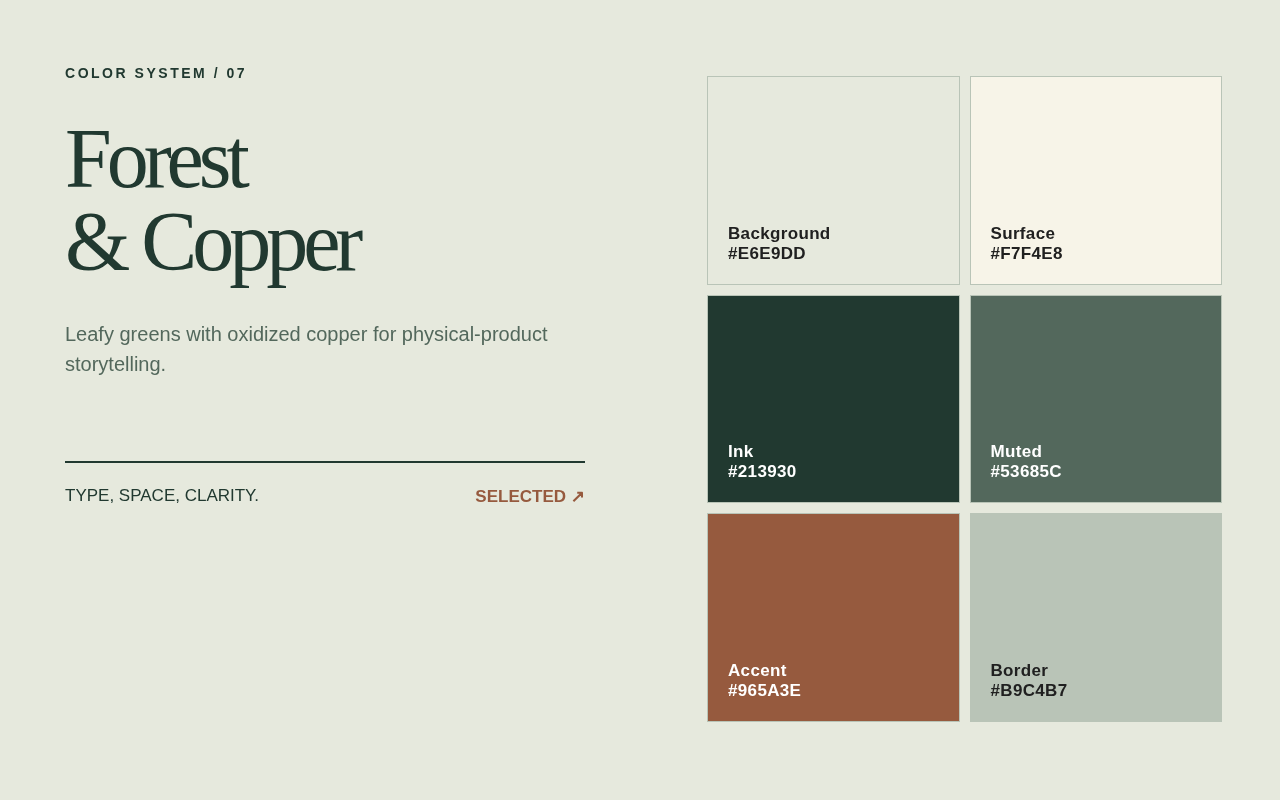 COLOR SYSTEM / 07
Forest
& Copper
Leafy greens with oxidized copper for physical-product
storytelling.
TYPE, SPACE, CLARITY.
SELECTED ↗
Background
#E6E9DD
Surface
#F7F4E8
Ink
#213930
Muted
#53685C
Accent
#965A3E
Border
#B9C4B7